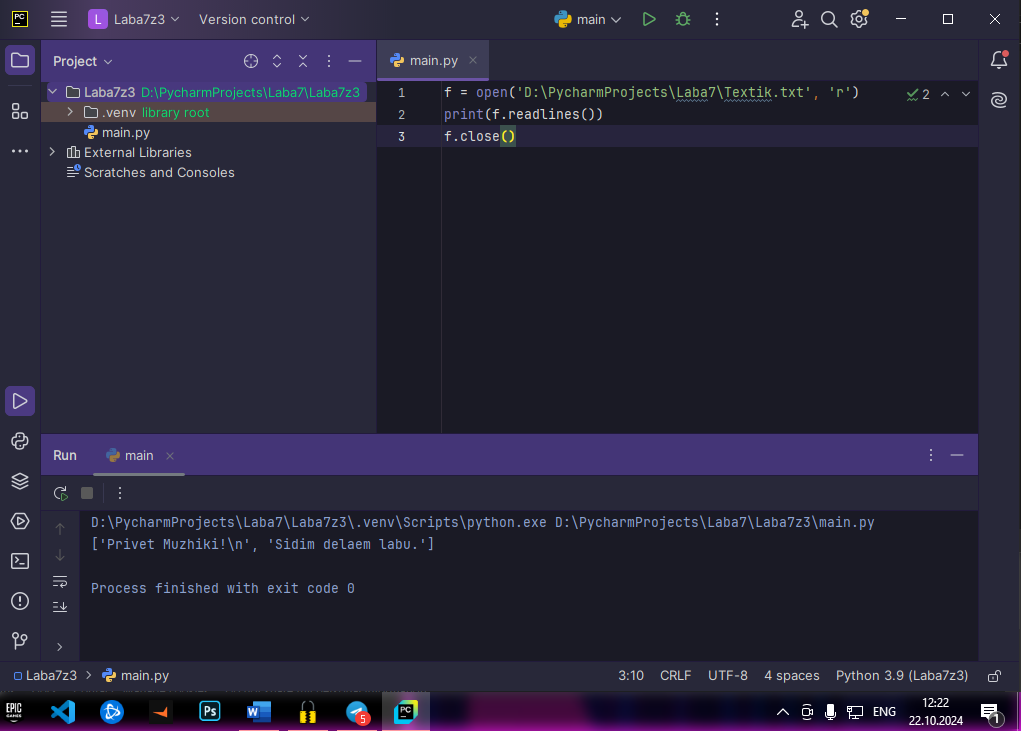 PC
L Laba7z3 Version control main
Project
main.py
Laba7z3 D:\PycharmProjects\Laba7\Laba7z3
.venv library root
main.py
External Libraries
Scratches and Consoles
1 f = open('D:\PycharmProjects\Laba7\Textik.txt', 'r')
2
2 print(f.readlines())
3 f.close()
Run main
D:\PycharmProjects\Laba7\Laba7z3\.venv\Scripts\python.exe D:\PycharmProjects\Laba7\Laba7z3\main.py
['Privet Muzhiki!\n', 'Sidim delaem labu.']
Process finished with exit code 0
Laba7z3 main.py 3:10 CRLF UTF-8 4 spaces Python 3.9 (Laba7z3)
EPIC GAMES Ps W 5 PC ENG 12:22
22.10.2024
1